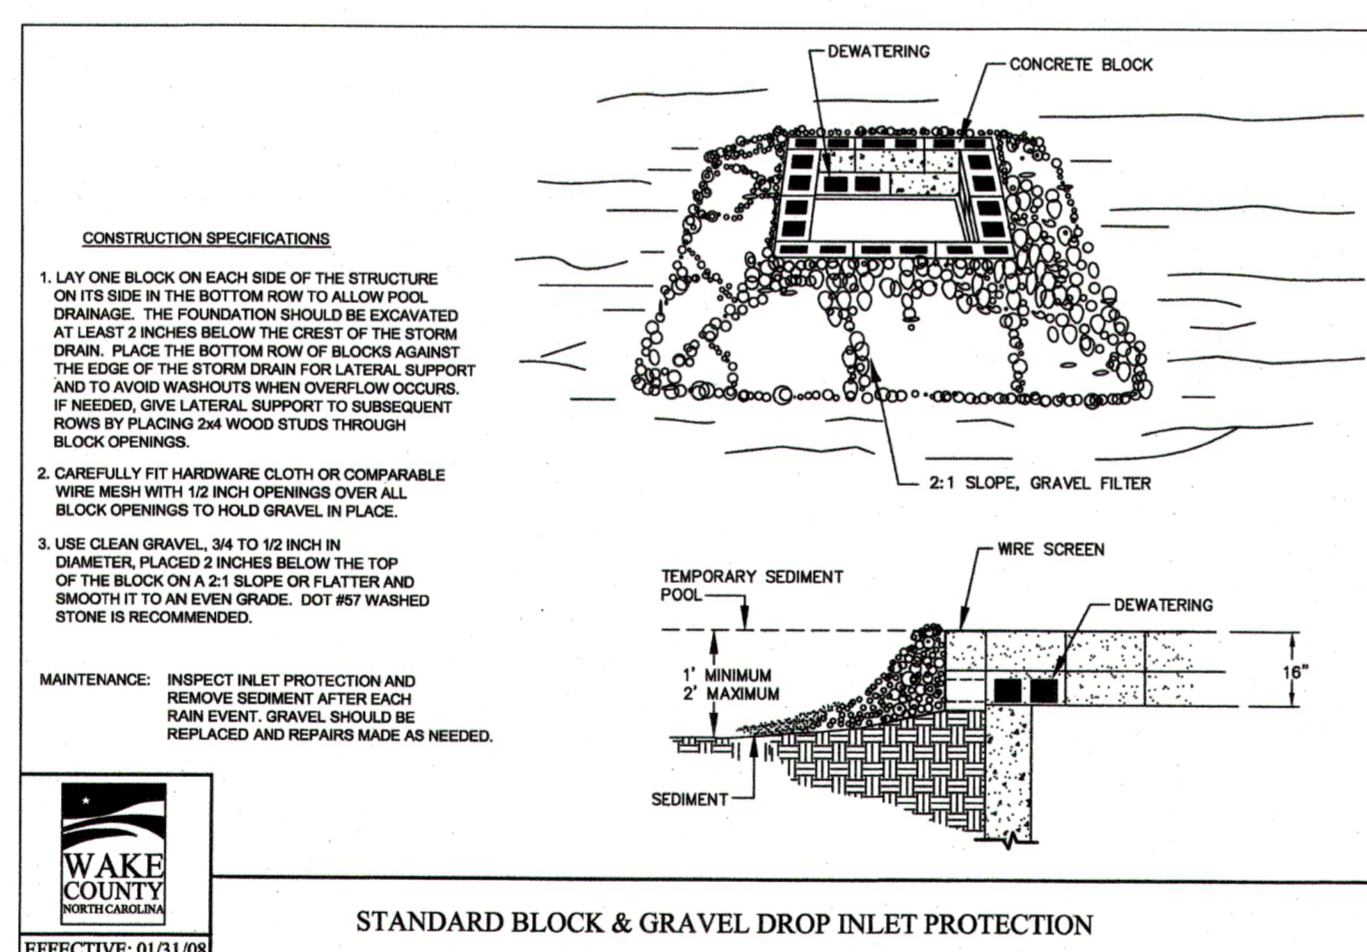 DEWATERING
CONCRETE BLOCK
CONSTRUCTION SPECIFICATIONS
1. LAY ONE BLOCK ON EACH SIDE OF THE STRUCTURE
ON ITS SIDE IN THE BOTTOM ROW TO ALLOW POOL
DRAINAGE. THE FOUNDATION SHOULD BE EXCAVATED
AT LEAST 2 INCHES BELOW THE CREST OF THE STORM
DRAIN. PLACE THE BOTTOM ROW OF BLOCKS AGAINST
THE EDGE OF THE STORM DRAIN FOR LATERAL SUPPORT
AND TO AVOID WASHOUTS WHEN OVERFLOW OCCURS.
IF NEEDED, GIVE LATERAL SUPPORT TO SUBSEQUENT
ROWS BY PLACING 2x4 WOOD STUDS THROUGH
BLOCK OPENINGS.
2. CAREFULLY FIT HARDWARE CLOTH OR COMPARABLE
WIRE MESH WITH 1/2 INCH OPENINGS OVER ALL
BLOCK OPENINGS TO HOLD GRAVEL IN PLACE.
3. USE CLEAN GRAVEL, 3/4 TO 1/2 INCH IN
DIAMETER, PLACED 2 INCHES BELOW THE TOP
OF THE BLOCK ON A 2:1 SLOPE OR FLATTER AND
SMOOTH IT TO AN EVEN GRADE. DOT #57 WASHED
STONE IS RECOMMENDED.
MAINTENANCE: INSPECT INLET PROTECTION AND
REMOVE SEDIMENT AFTER EACH
RAIN EVENT. GRAVEL SHOULD BE
REPLACED AND REPAIRS MADE AS NEEDED.
2:1 SLOPE, GRAVEL FILTER
WIRE SCREEN
TEMPORARY SEDIMENT
POOL
DEWATERING
1' MINIMUM
2' MAXIMUM
16"
SEDIMENT
WAKE
COUNTY
NORTH CAROLINA
EFFECTIVE: 01/31/08
STANDARD BLOCK & GRAVEL DROP INLET PROTECTION